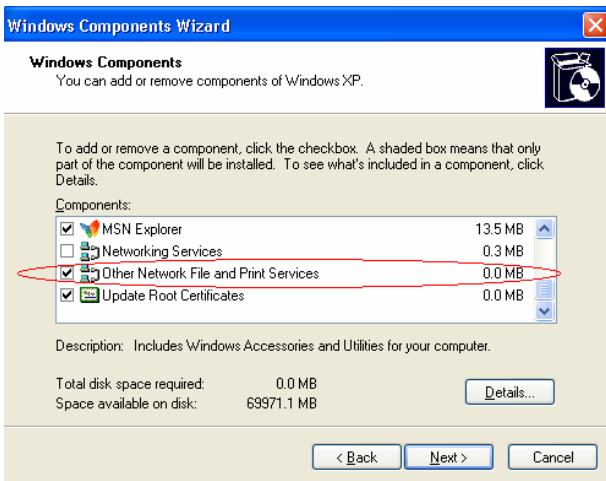 Windows Components Wizard
Windows Components
You can add or remove components of Windows XP.
To add or remove a component, click the checkbox. A shaded box means that only
part of the component will be installed. To see what's included in a component, click
Details.
Components:
MSN Explorer 13.5 MB
Networking Services 0.3 MB
Other Network File and Print Services 0.0 MB
Update Root Certificates 0.0 MB
Description: Includes Windows Accessories and Utilities for your computer.
Total disk space required: 0.0 MB
Space available on disk: 69971.1 MB
Details...
< Back Next > Cancel